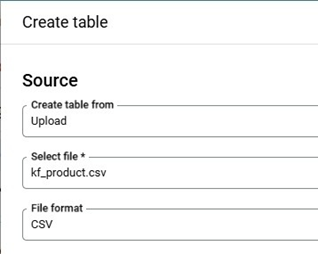 Create table
Source
Create table from
Upload
Select file *
kf_product.csv
File format
CSV